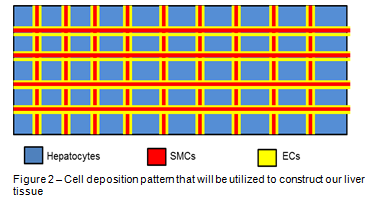 Hepatocytes SMCs ECs
Figure 2 – Cell deposition pattern that will be utilized to construct our liver
tissue